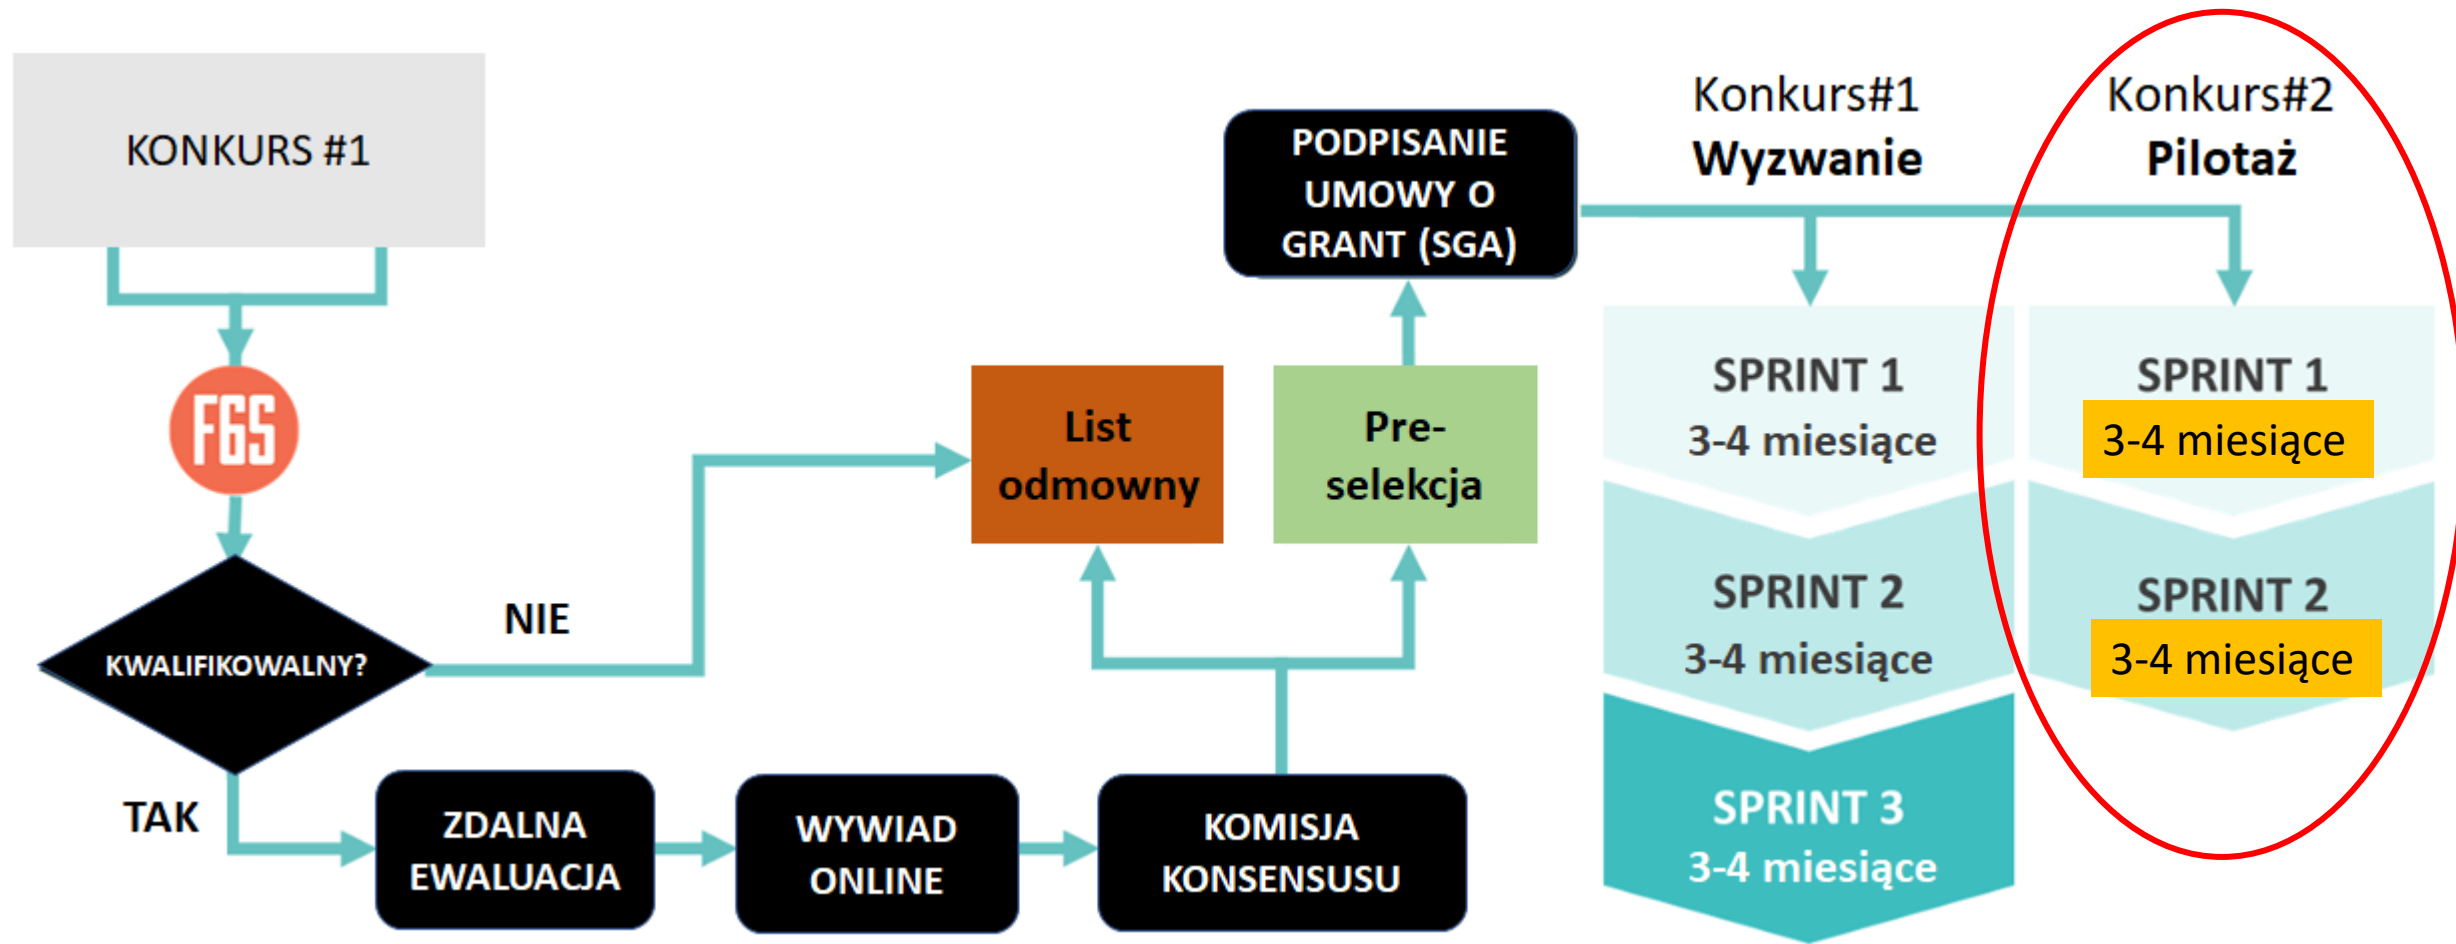 KONKURS #1
F6S
KWALIFIKOWALNY?
NIE
TAK
ZDALNA
EWALUACJA
WYWIAD
ONLINE
KOMISJA
KONSENSUSU
List
odmowny
Pre-
selekcja
PODPISANIE
UMOWY O
GRANT (SGA)
Konkurs#1
Wyzwanie
SPRINT 1
3-4 miesiące
SPRINT 2
3-4 miesiące
SPRINT 3
3-4 miesiące
Konkurs#2
Pilotaż
SPRINT 1
3-4 miesiące
SPRINT 2
3-4 miesiące